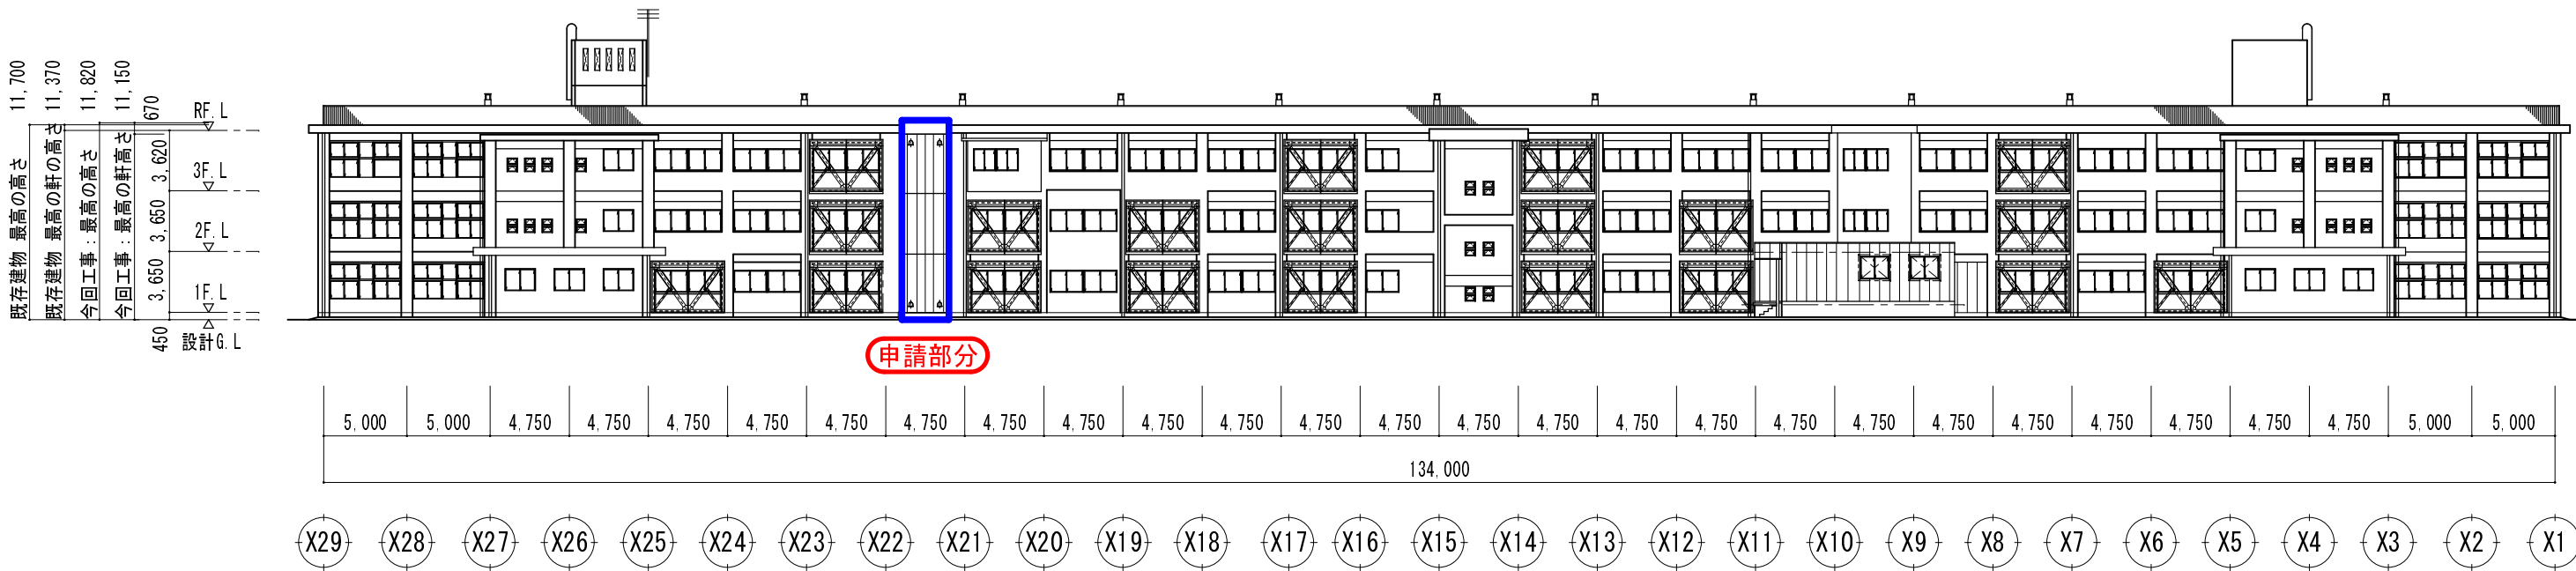 11,700
既存建物 最高の高さ
11,370
既存建物 最高の軒の高さ
11,820
今回工事:最高の高さ
11,150
今回工事:最高の軒高さ
670
3,620
3,650
3,650
450
RF.L
3F.L
2F.L
1F.L
設計G.L
申請部分
5,000 5,000 4,750 4,750 4,750 4,750 4,750 4,750 4,750 4,750 4,750 4,750 4,750 4,750 4,750 4,750 4,750 4,750 4,750 4,750 4,750 4,750 4,750 4,750 4,750 4,750 5,000 5,000
134,000
X29 X28 X27 X26 X25 X24 X23 X22 X21 X20 X19 X18 X17 X16 X15 X14 X13 X12 X11 X10 X9 X8 X7 X6 X5 X4 X3 X2 X1